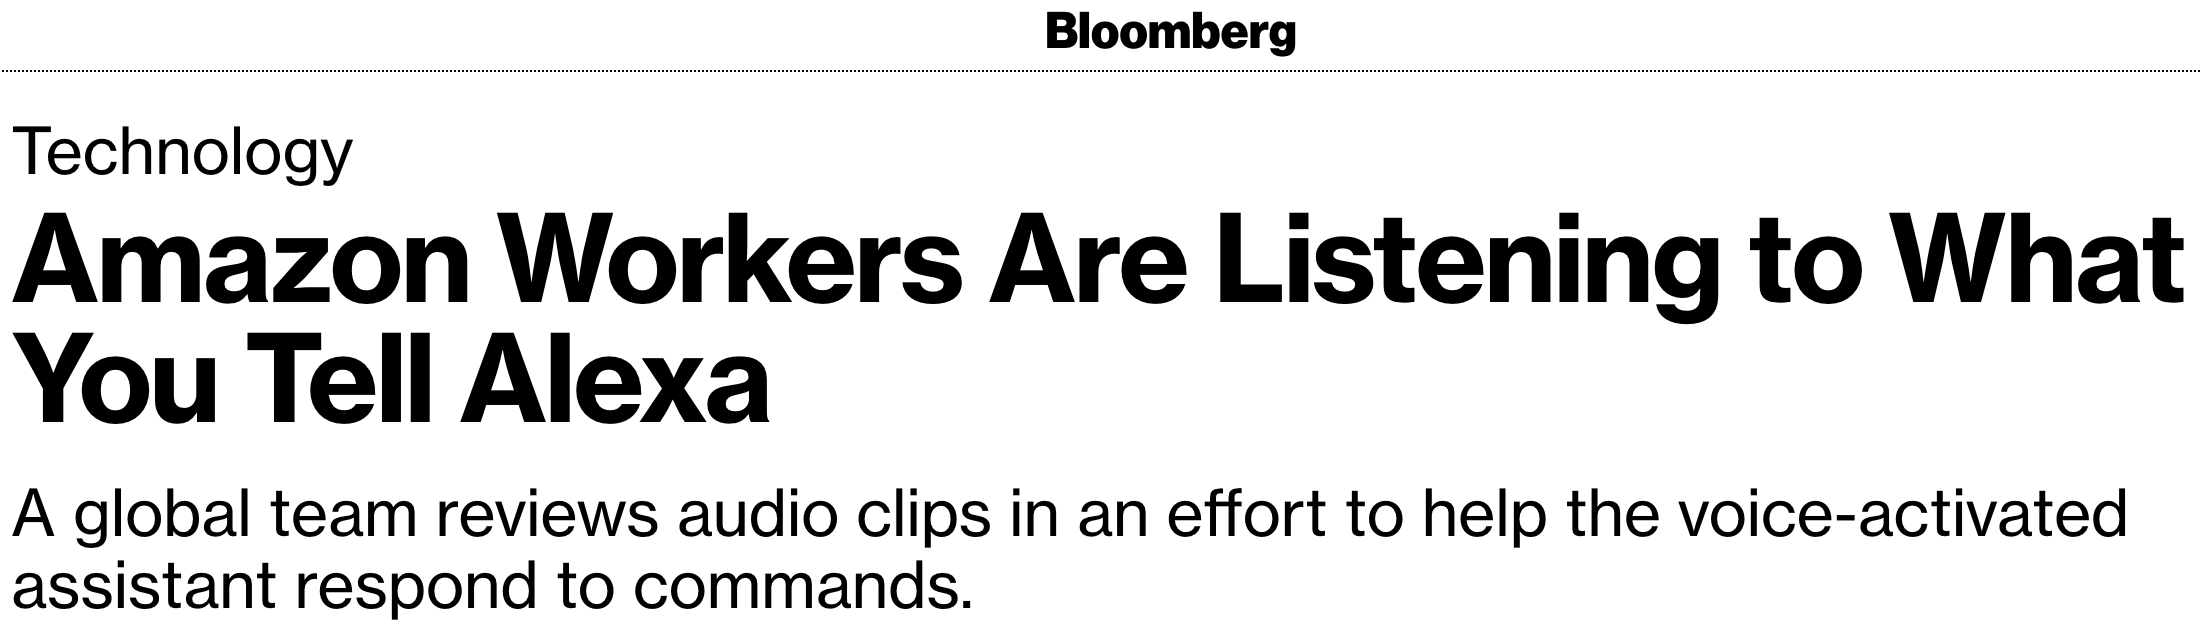 Bloomberg
Technology
Amazon Workers Are Listening to What
You Tell Alexa
A global team reviews audio clips in an effort to help the voice-activated
assistant respond to commands.